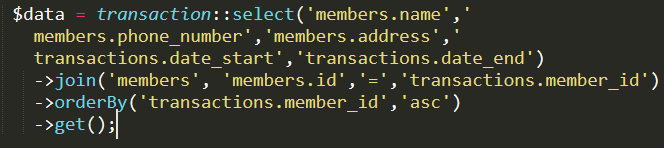 $data = transaction::select('members.name','
members.phone_number','members.address','
transactions.date_start','transactions.date_end')
->join('members', 'members.id','=','transactions.member_id')
->orderBy('transactions.member_id','asc')
->get();